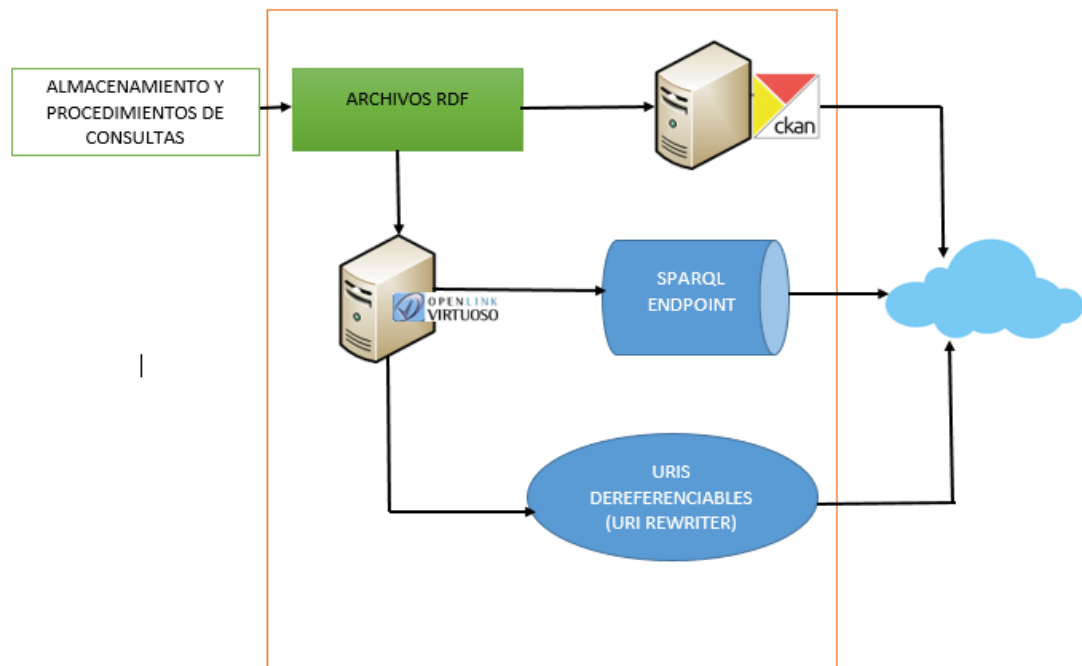 ALMACENAMIENTO Y
PROCEDIMIENTOS DE
CONSULTAS
ARCHIVOS RDF
ckan
OPENLINK
VIRTUOSO
SPARQL
ENDPOINT
URIS
DEREFERENCIABLES
(URI REWRITER)